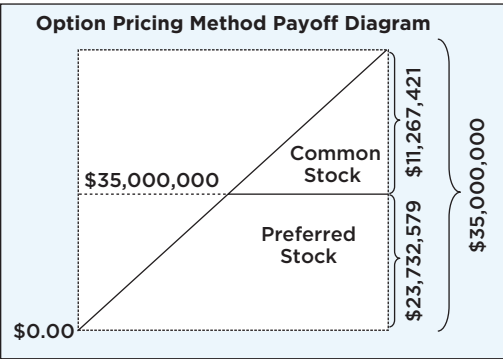 Option Pricing Method Payoff Diagram
$35,000,000
Common
Stock
$11,267,421
Preferred
Stock
$23,732,579
$35,000,000
$0.00